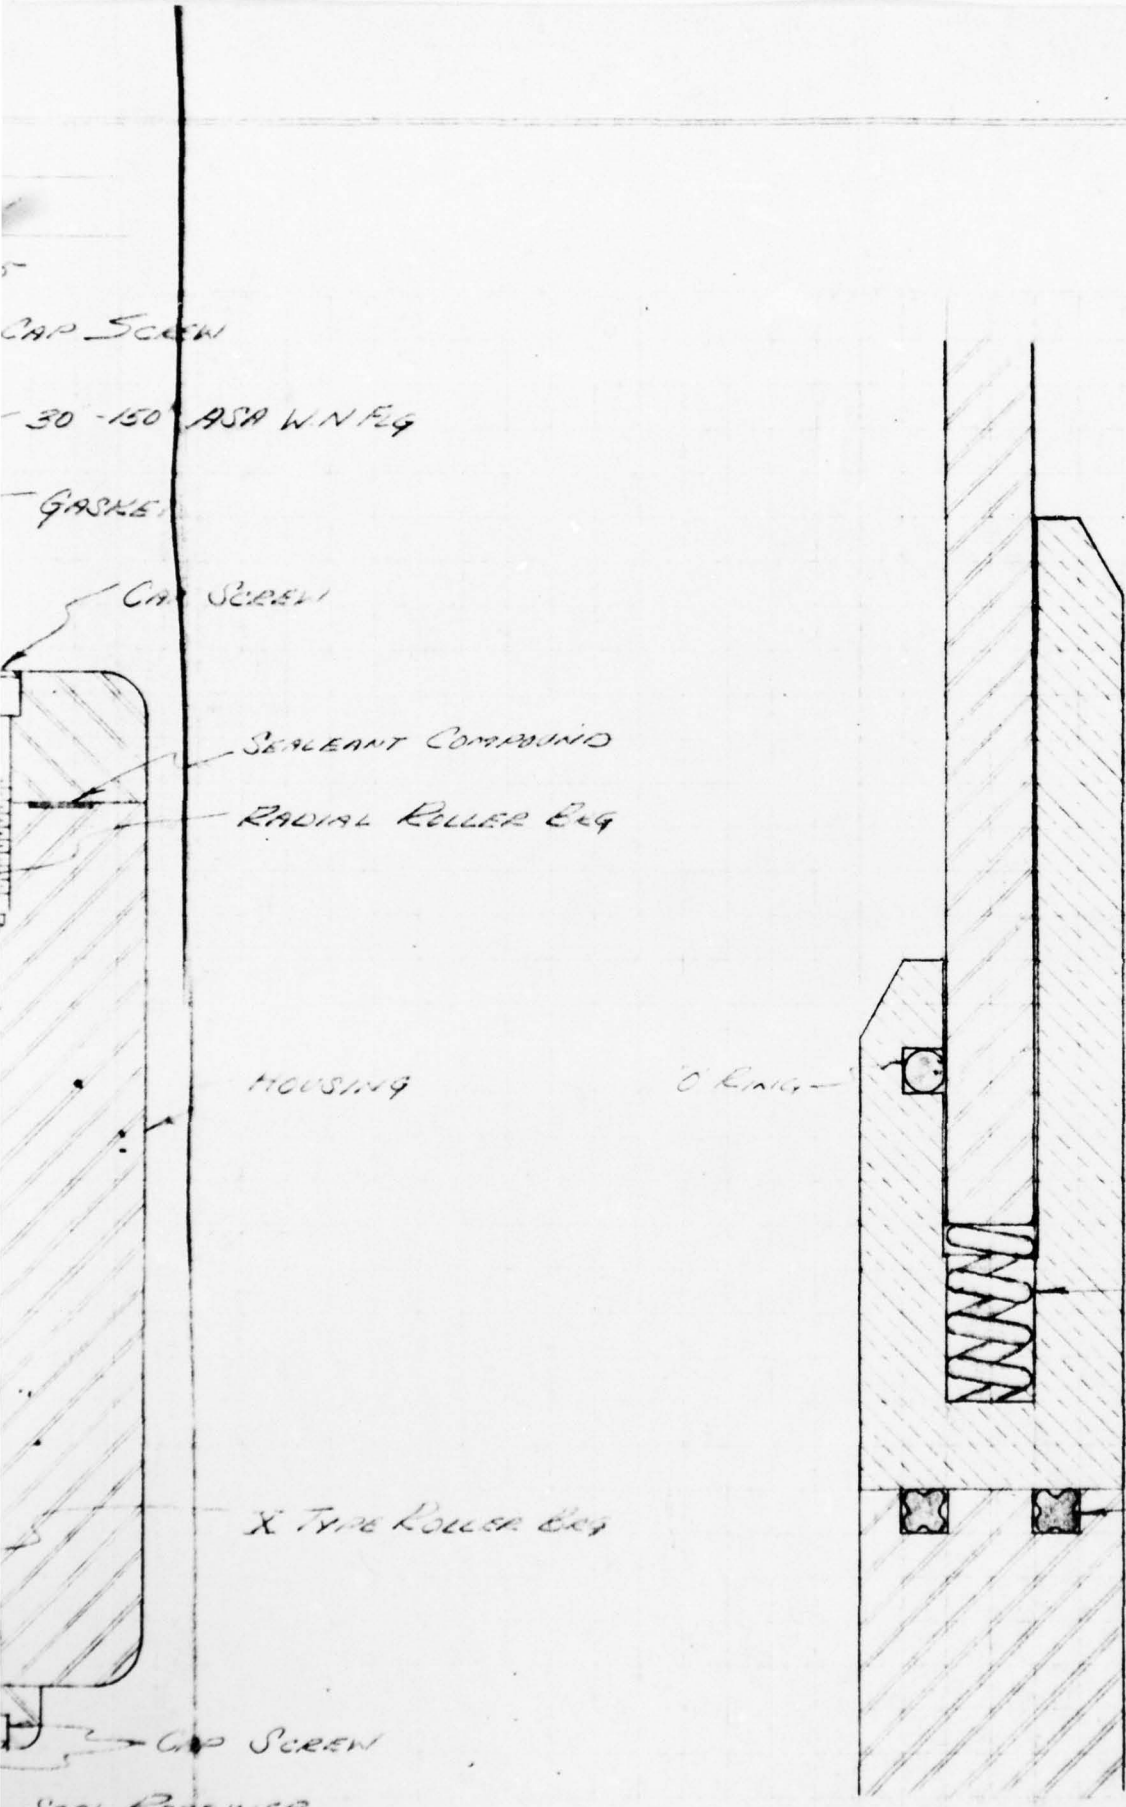 CAP SCREW
30 -150 ASA W.N FLG
GASKET
CAP SCREW
SEALEANT COMPOUND
RADIAL ROLLER BRG
HOUSING
'O' RING
X TYPE ROLLER BRG
CAP SCREW